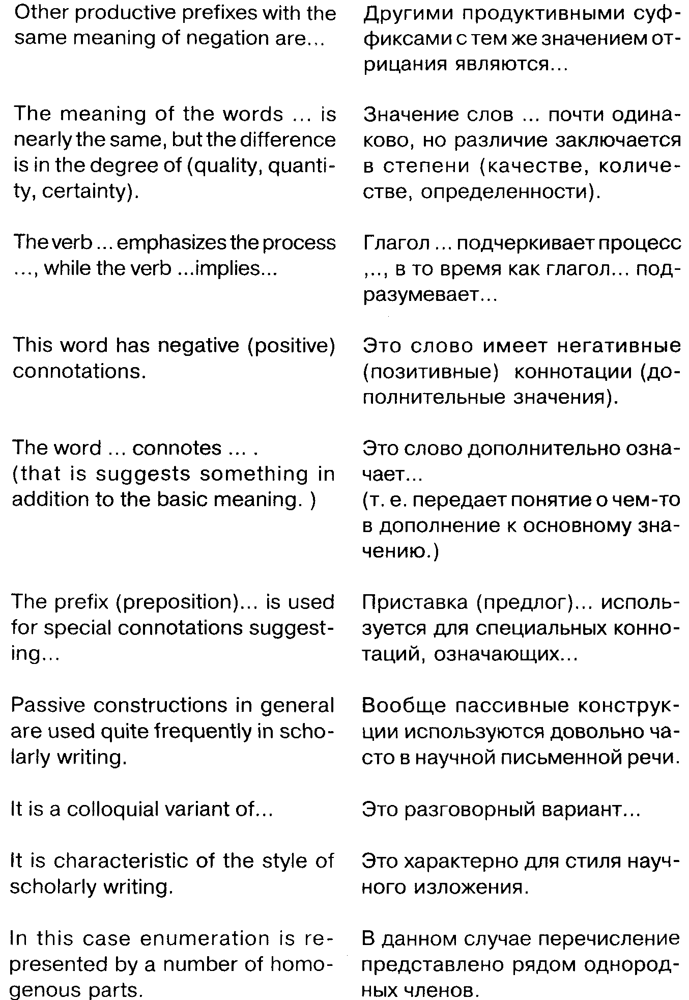 Other productive prefixes with the
same meaning of negation are...
Другими продуктивными суф-
фиксами с тем же значением от-
рицания являются...
The meaning of the words ... is
nearly the same, but the difference
is in the degree of (quality, quanti-
ty, certainty).
Значение слов ... почти одина-
ково, но различие заключается
в степени (качестве, количе-
стве, определенности).
The verb ... emphasizes the process
..., while the verb ...implies...
Глагол ... подчеркивает процесс
,.., в то время как глагол... под-
разумевает...
This word has negative (positive)
connotations.
Это слово имеет негативные
(позитивные) коннотации (до-
полнительные значения).
The word ... connotes ... .
(that is suggests something in
addition to the basic meaning. )
Это слово дополнительно озна-
чает...
(т. е. передает понятие о чем-то
в дополнение к основному зна-
чению.)
The prefix (preposition)... is used
for special connotations suggest-
ing...
Приставка (предлог)... исполь-
зуется для специальных конно-
таций, означающих...
Passive constructions in general
are used quite frequently in scho-
larly writing.
Вообще пассивные конструк-
ции используются довольно ча-
сто в научной письменной речи.
It is a colloquial variant of...
Это разговорный вариант...
It is characteristic of the style of
scholarly writing.
Это характерно для стиля науч-
ного изложения.
In this case enumeration is re-
presented by a number of homo-
genous parts.
В данном случае перечисление
представлено рядом однород-
ных членов.